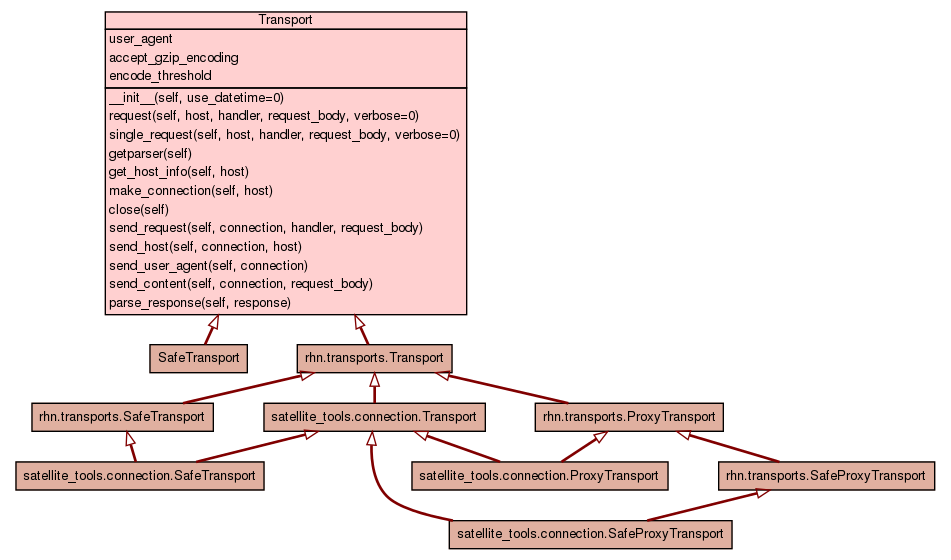 Transport
user_agent
accept_gzip_encoding
encode_threshold
__init__(self, use_datetime=0)
request(self, host, handler, request_body, verbose=0)
single_request(self, host, handler, request_body, verbose=0)
getparser(self)
get_host_info(self, host)
make_connection(self, host)
close(self)
send_request(self, connection, handler, request_body)
send_host(self, connection, host)
send_user_agent(self, connection)
send_content(self, connection, request_body)
parse_response(self, response)
SafeTransport
rhn.transports.Transport
rhn.transports.SafeTransport
satellite_tools.connection.Transport
rhn.transports.ProxyTransport
satellite_tools.connection.SafeTransport
satellite_tools.connection.ProxyTransport
rhn.transports.SafeProxyTransport
satellite_tools.connection.SafeProxyTransport